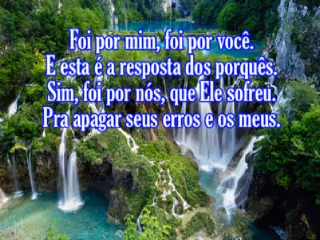 Foi por mim, foi por você.
E esta é a resposta dos porquês.
Sim, foi por nós, que Ele sofreu.
Pra apagar seus erros e os meus.